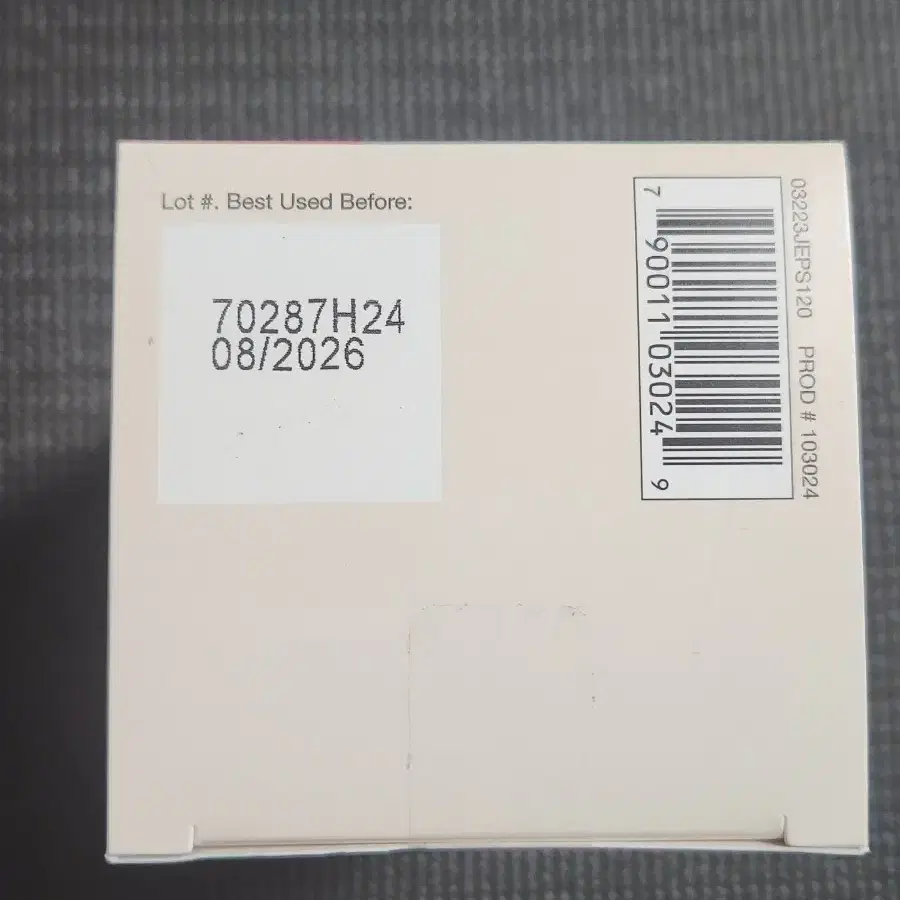 Lot #. Best Used Before:
70287H24
08/2026
7 90011 03024 9
03223JEPS120 PROD # 103024